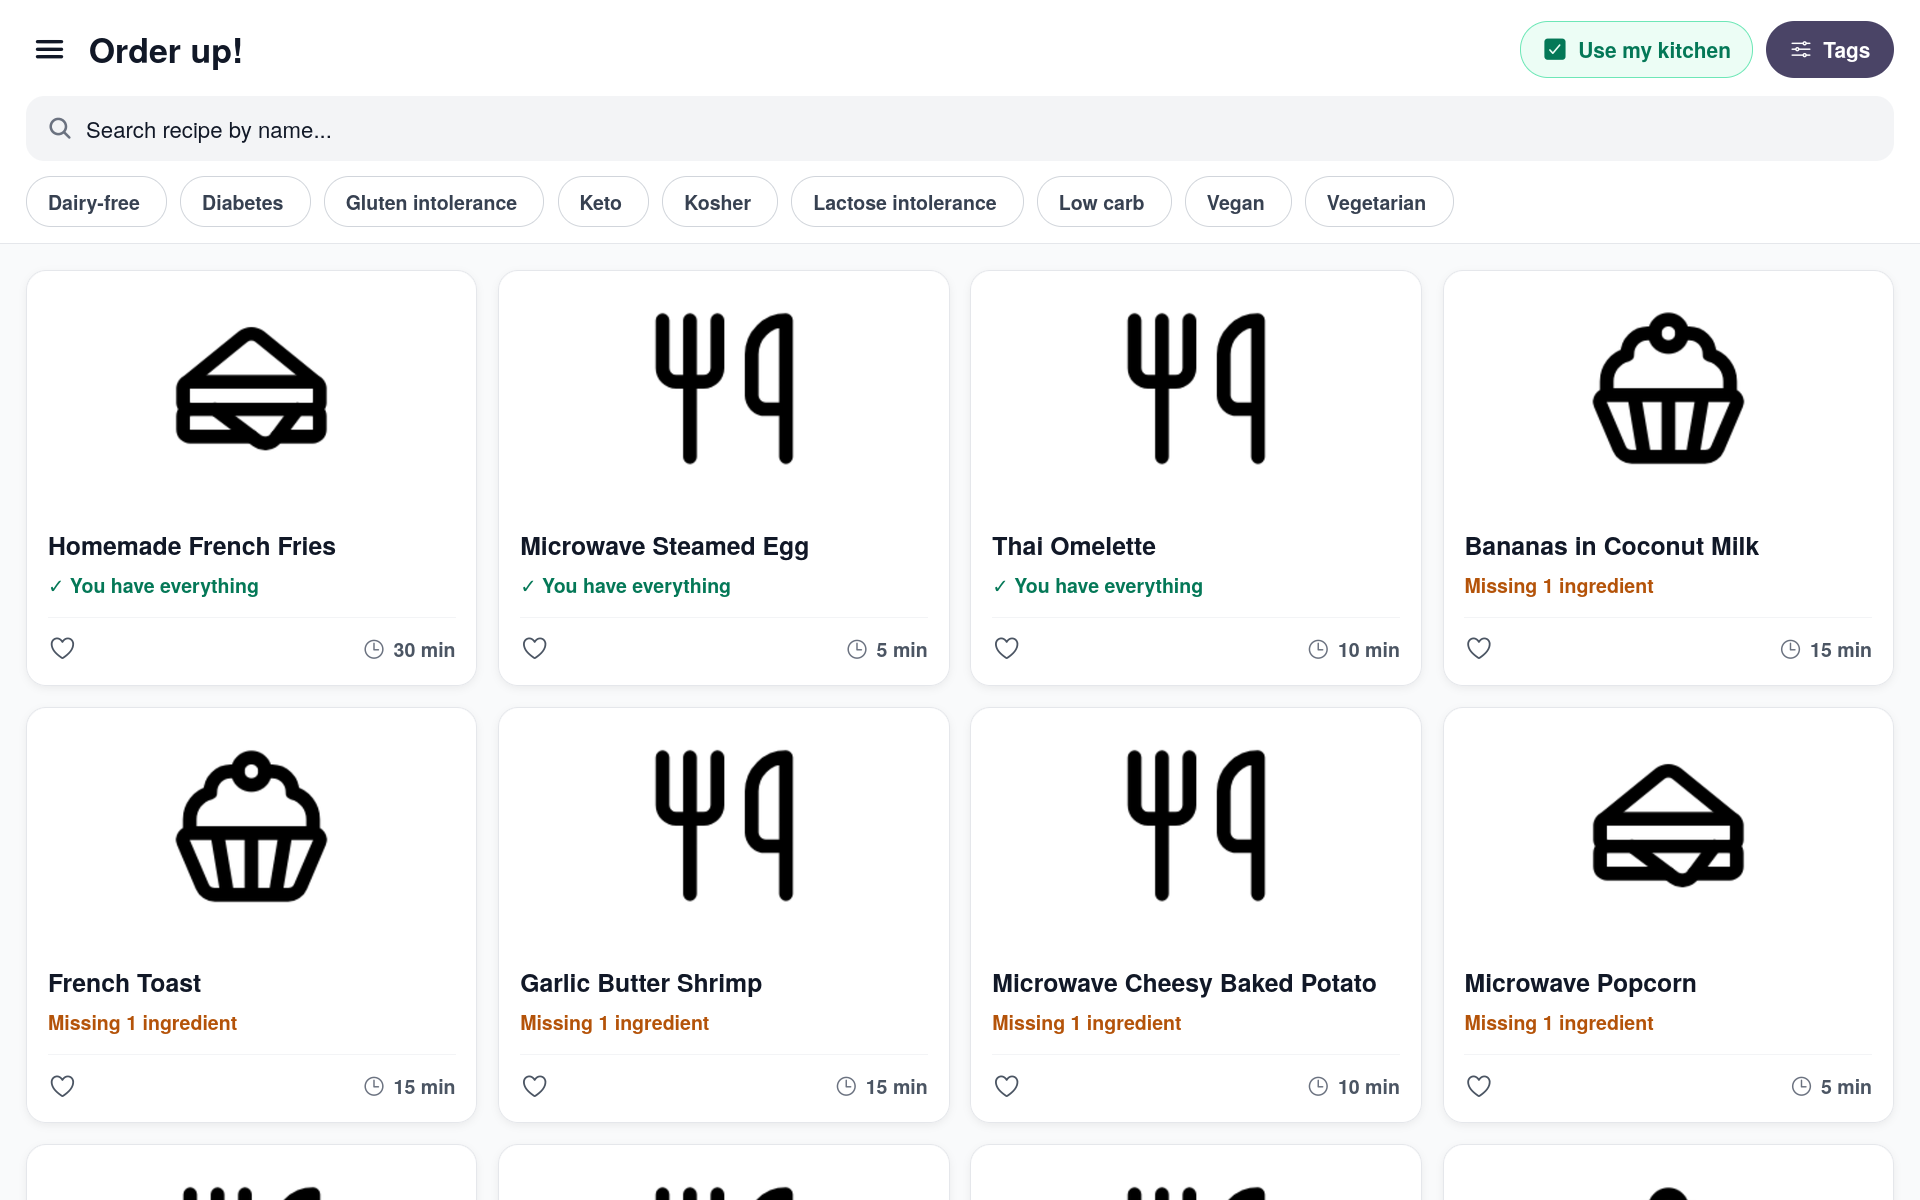 Order up!
Use my kitchen
Tags
Search recipe by name...
Dairy-free
Diabetes
Gluten intolerance
Keto
Kosher
Lactose intolerance
Low carb
Vegan
Vegetarian
Homemade French Fries
✓ You have everything
30 min
Microwave Steamed Egg
✓ You have everything
5 min
Thai Omelette
✓ You have everything
10 min
Bananas in Coconut Milk
Missing 1 ingredient
15 min
French Toast
Missing 1 ingredient
15 min
Garlic Butter Shrimp
Missing 1 ingredient
15 min
Microwave Cheesy Baked Potato
Missing 1 ingredient
10 min
Microwave Popcorn
Missing 1 ingredient
5 min